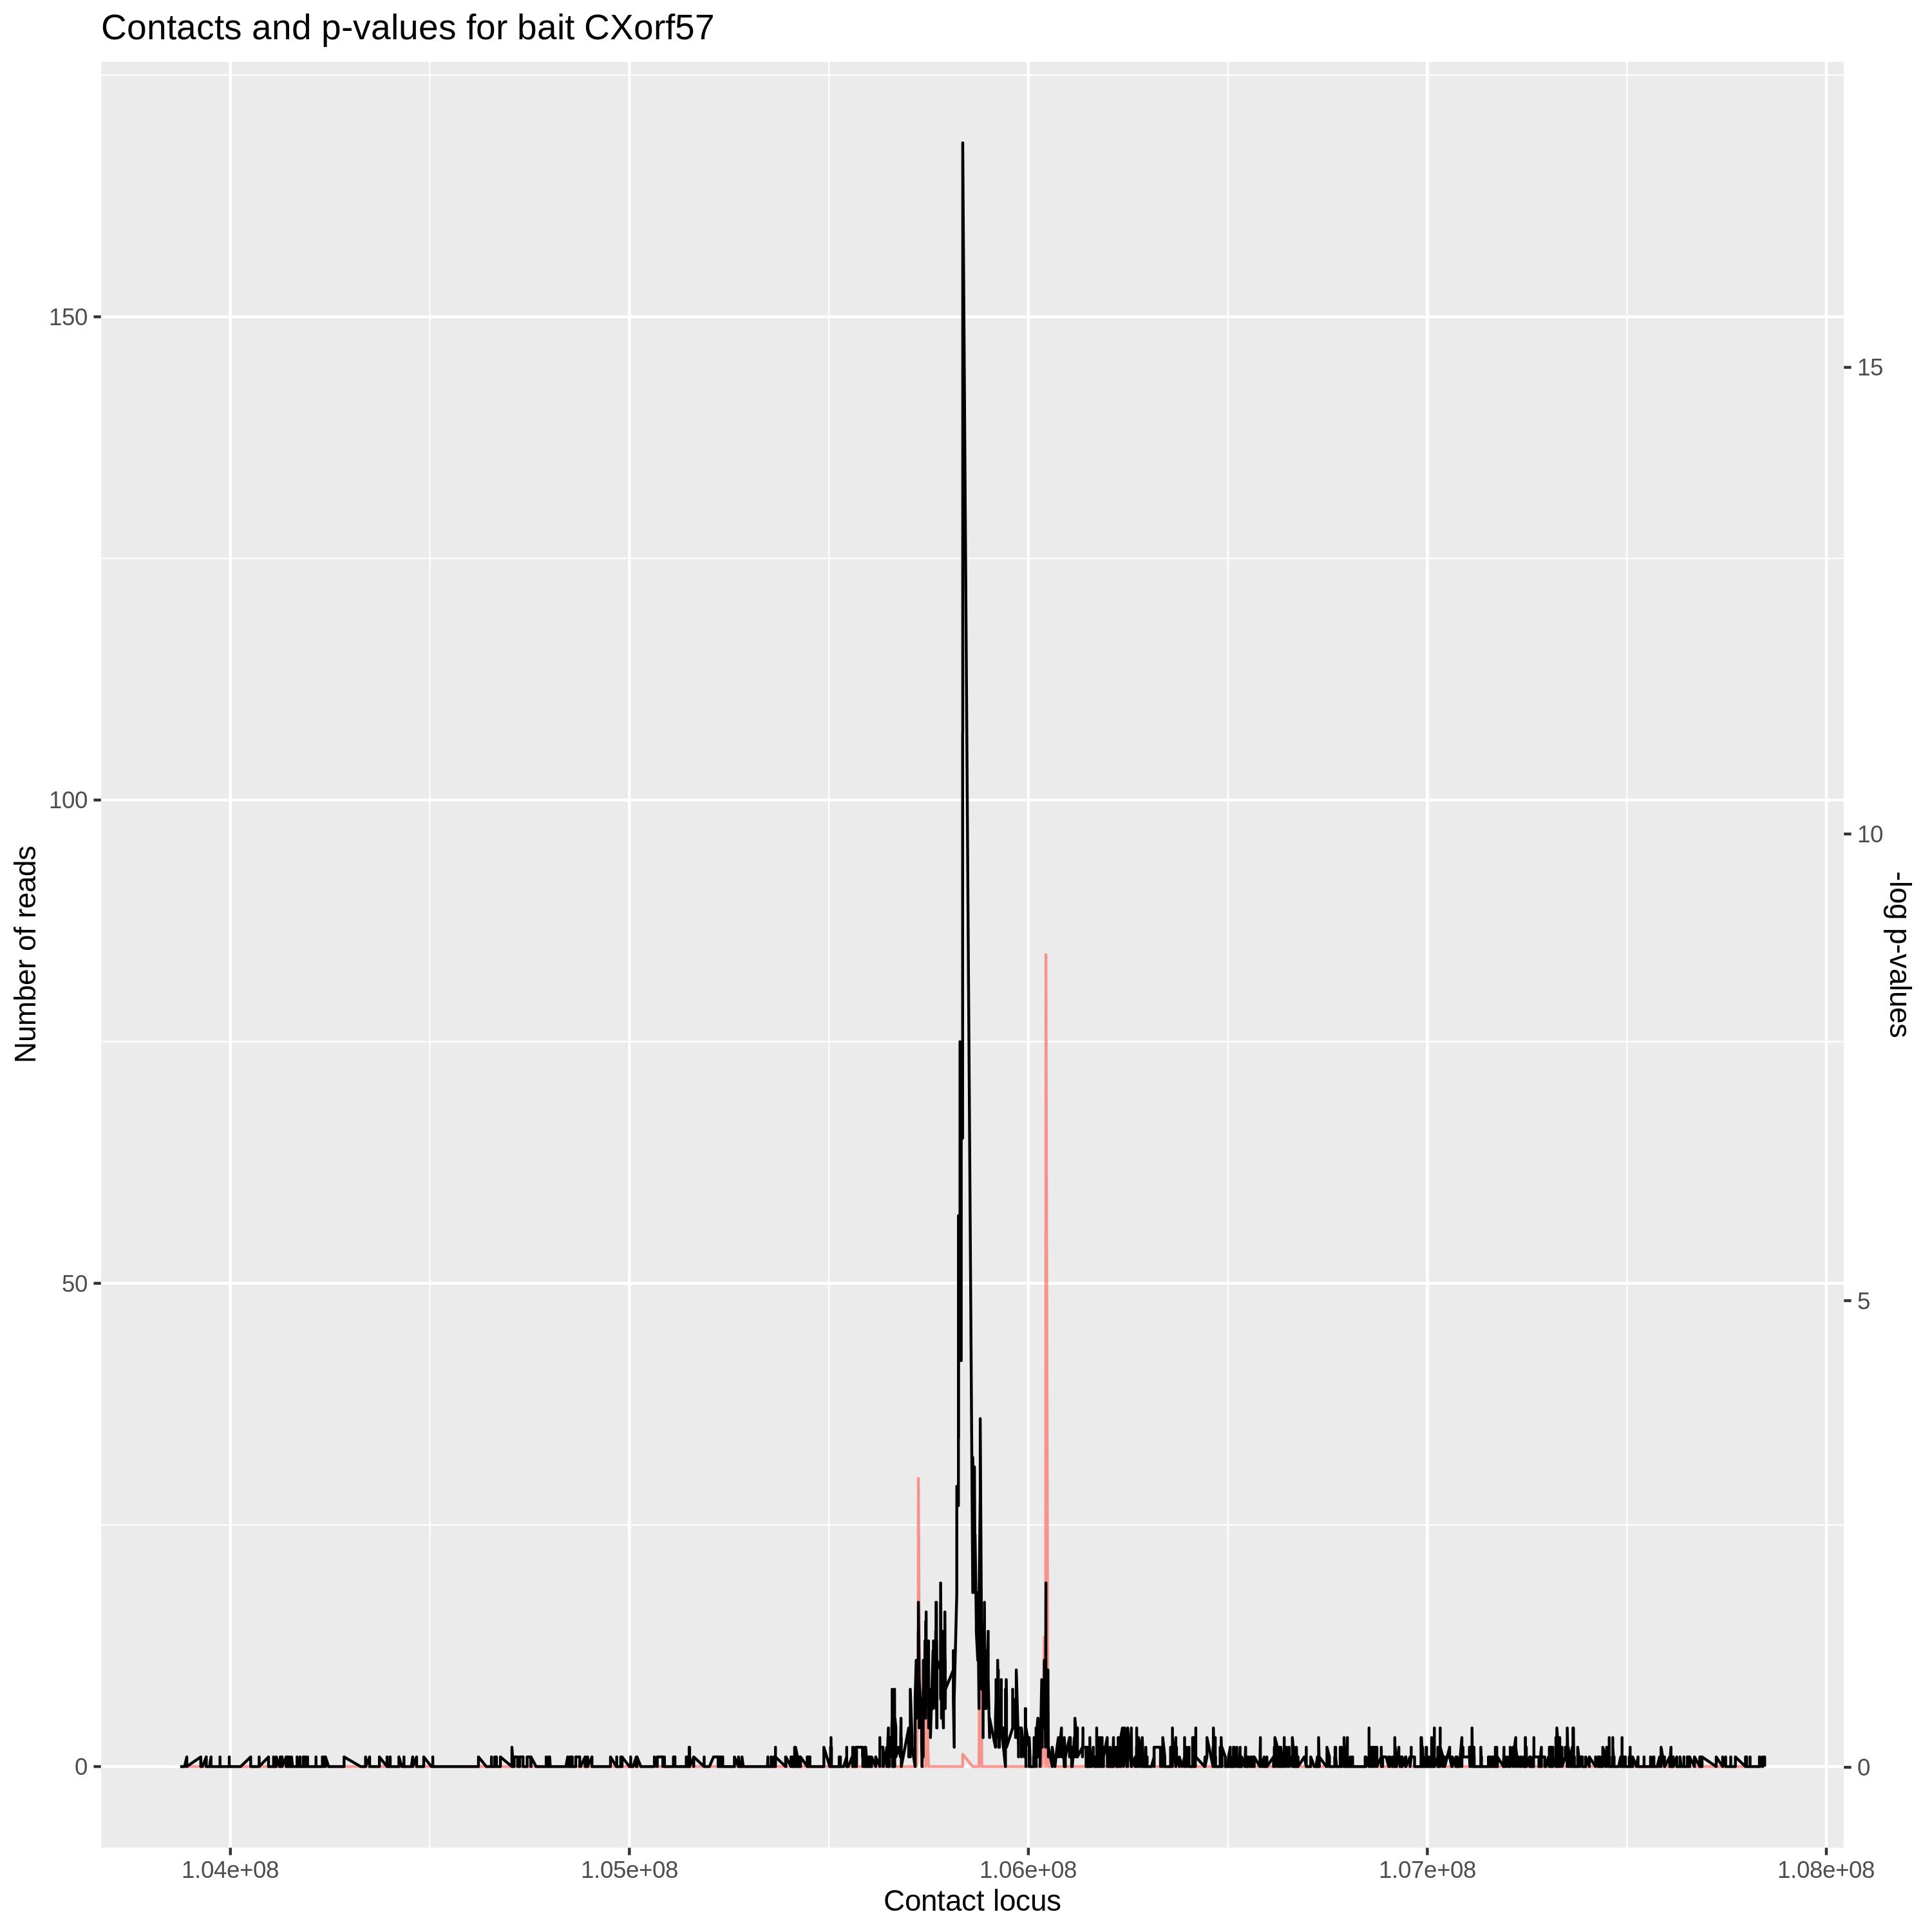 Contacts and p-values for bait CXorf57
150
100
50
0
Number of reads
15
10
5
0
-log p-values
1.04e+08
1.05e+08
1.06e+08
1.07e+08
1.08e+08
Contact locus